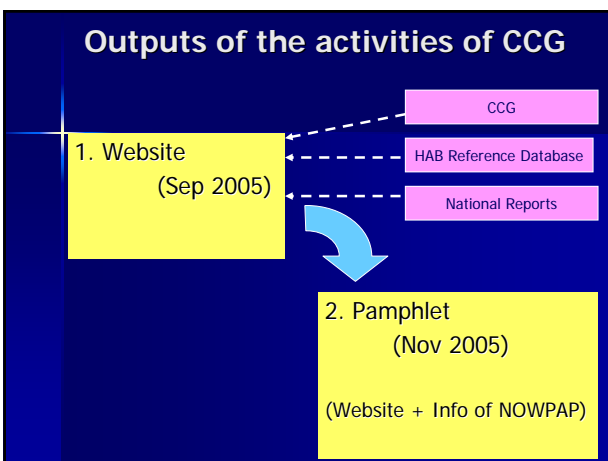 Outputs of the activities of CCG
CCG
1. Website
(Sep 2005)
HAB Reference Database
National Reports
2. Pamphlet
(Nov 2005)
(Website + Info of NOWPAP)